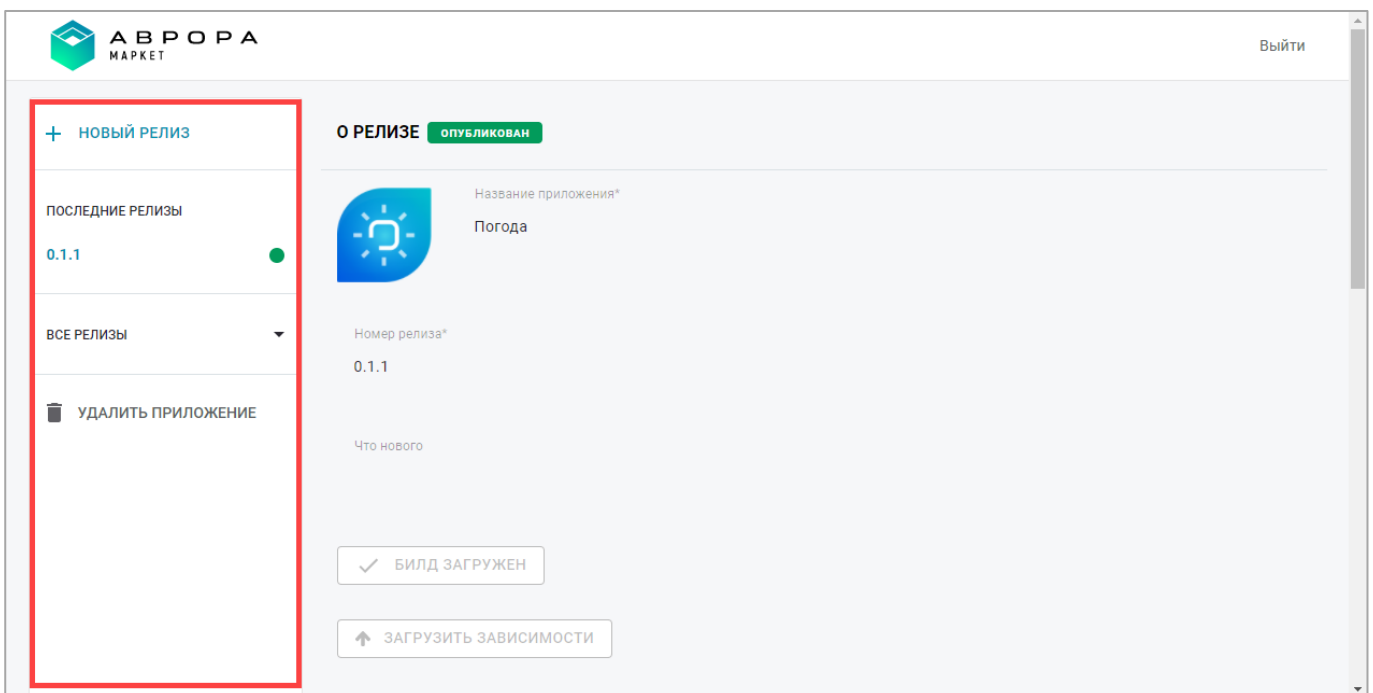 АВРОРА
МАРКЕТ
Выйти
НОВЫЙ РЕЛИЗ
ПОСЛЕДНИЕ РЕЛИЗЫ
0.1.1
ВСЕ РЕЛИЗЫ
УДАЛИТЬ ПРИЛОЖЕНИЕ
О РЕЛИЗЕ ОПУБЛИКОВАН
Название приложения*
Погода
Номер релиза*
0.1.1
Что нового
БИЛД ЗАГРУЖЕН
ЗАГРУЗИТЬ ЗАВИСИМОСТИ